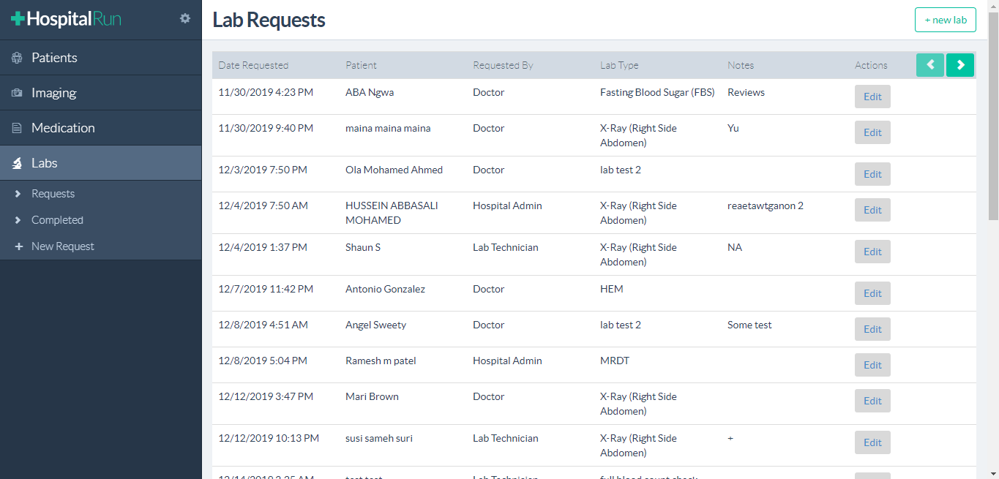 HospitalRun
Patients
Imaging
Medication
Labs
Requests
Completed
New Request
Lab Requests
+ new lab
Date Requested Patient Requested By Lab Type Notes Actions
11/30/2019 4:23 PM ABA Ngwa Doctor Fasting Blood Sugar (FBS) Reviews Edit
11/30/2019 9:40 PM maina maina maina Doctor X-Ray (Right Side Yu Edit
Abdomen)
12/3/2019 7:50 PM Ola Mohamed Ahmed Doctor lab test 2 Edit
12/4/2019 7:50 AM HUSSEIN ABBASALI Hospital Admin X-Ray (Right Side reaetawtganon 2 Edit
MOHAMED Abdomen)
12/4/2019 1:37 PM Shaun S Lab Technician X-Ray (Right Side NA Edit
Abdomen)
12/7/2019 11:42 PM Antonio Gonzalez Doctor HEM Edit
12/8/2019 4:51 AM Angel Sweety Doctor lab test 2 Some test Edit
12/8/2019 5:04 PM Ramesh m patel Hospital Admin MRDT Edit
12/12/2019 3:47 PM Mari Brown Doctor X-Ray (Right Side Edit
Abdomen)
12/12/2019 10:13 PM susi sameh suri Lab Technician X-Ray (Right Side + Edit
Abdomen)
test test Lab Technician full blood count check